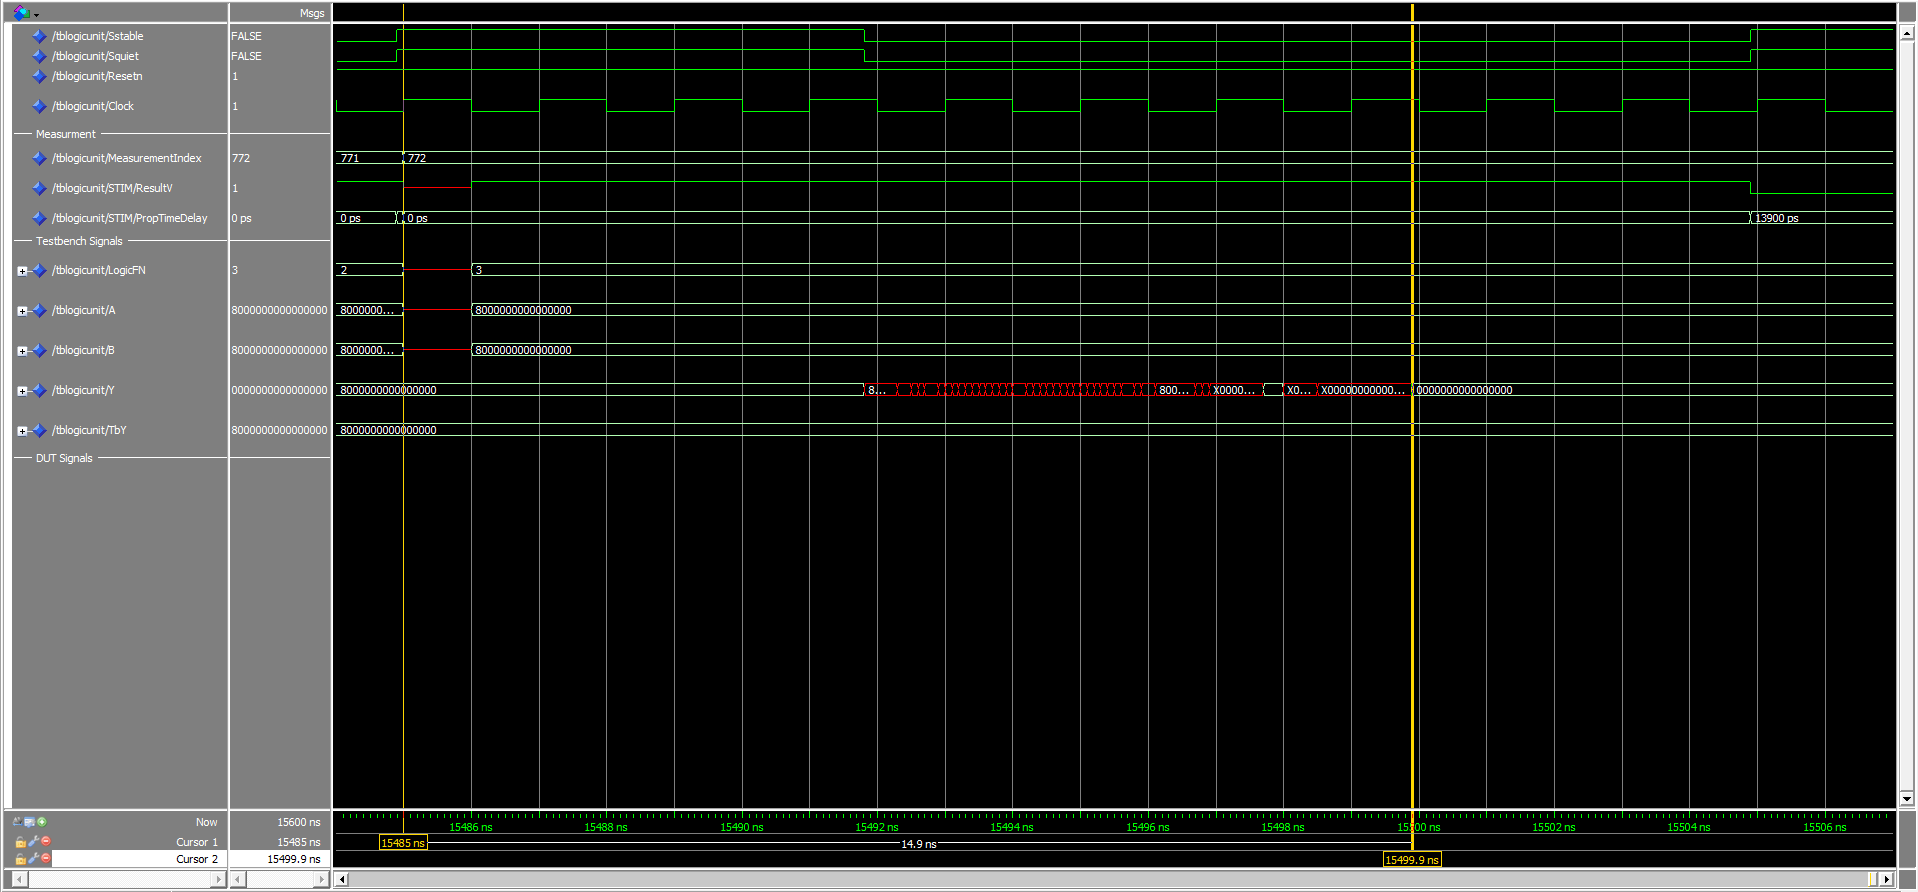 Msgs
/tblogicunit/Sstable FALSE
/tblogicunit/Squiet FALSE
/tblogicunit/Resetn 1
/tblogicunit/Clock 1
Measurment
/tblogicunit/MeasurementIndex 772 771 772
/tblogicunit/STIM/ResultV 1
/tblogicunit/STIM/PropTimeDelay 0 ps 0 ps 0 ps 13900 ps
Testbench Signals
/tblogicunit/LogicFN 3 2 3
/tblogicunit/A 8000000000000000 8000000... 8000000000000000
/tblogicunit/B 8000000000000000 8000000... 8000000000000000
/tblogicunit/Y 0000000000000000 8000000000000000 8... 800... X0000... X0... X00000000000... 0000000000000000
/tblogicunit/TbY 8000000000000000 8000000000000000
DUT Signals
Now 15600 ns 15486 ns 15488 ns 15490 ns 15492 ns 15494 ns 15496 ns 15498 ns 15500 ns 15502 ns 15504 ns 15506 ns
Cursor 1 15485 ns 15485 ns 14.9 ns
Cursor 2 15499.9 ns 15499.9 ns